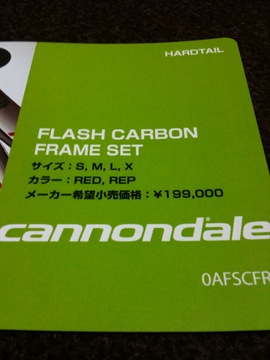 HARDTAIL
FLASH CARBON
FRAME SET
サイズ：S, M, L, X
カラー：RED, REP
メーカー希望小売価格：¥199,000
cannondale
0AFSCFR